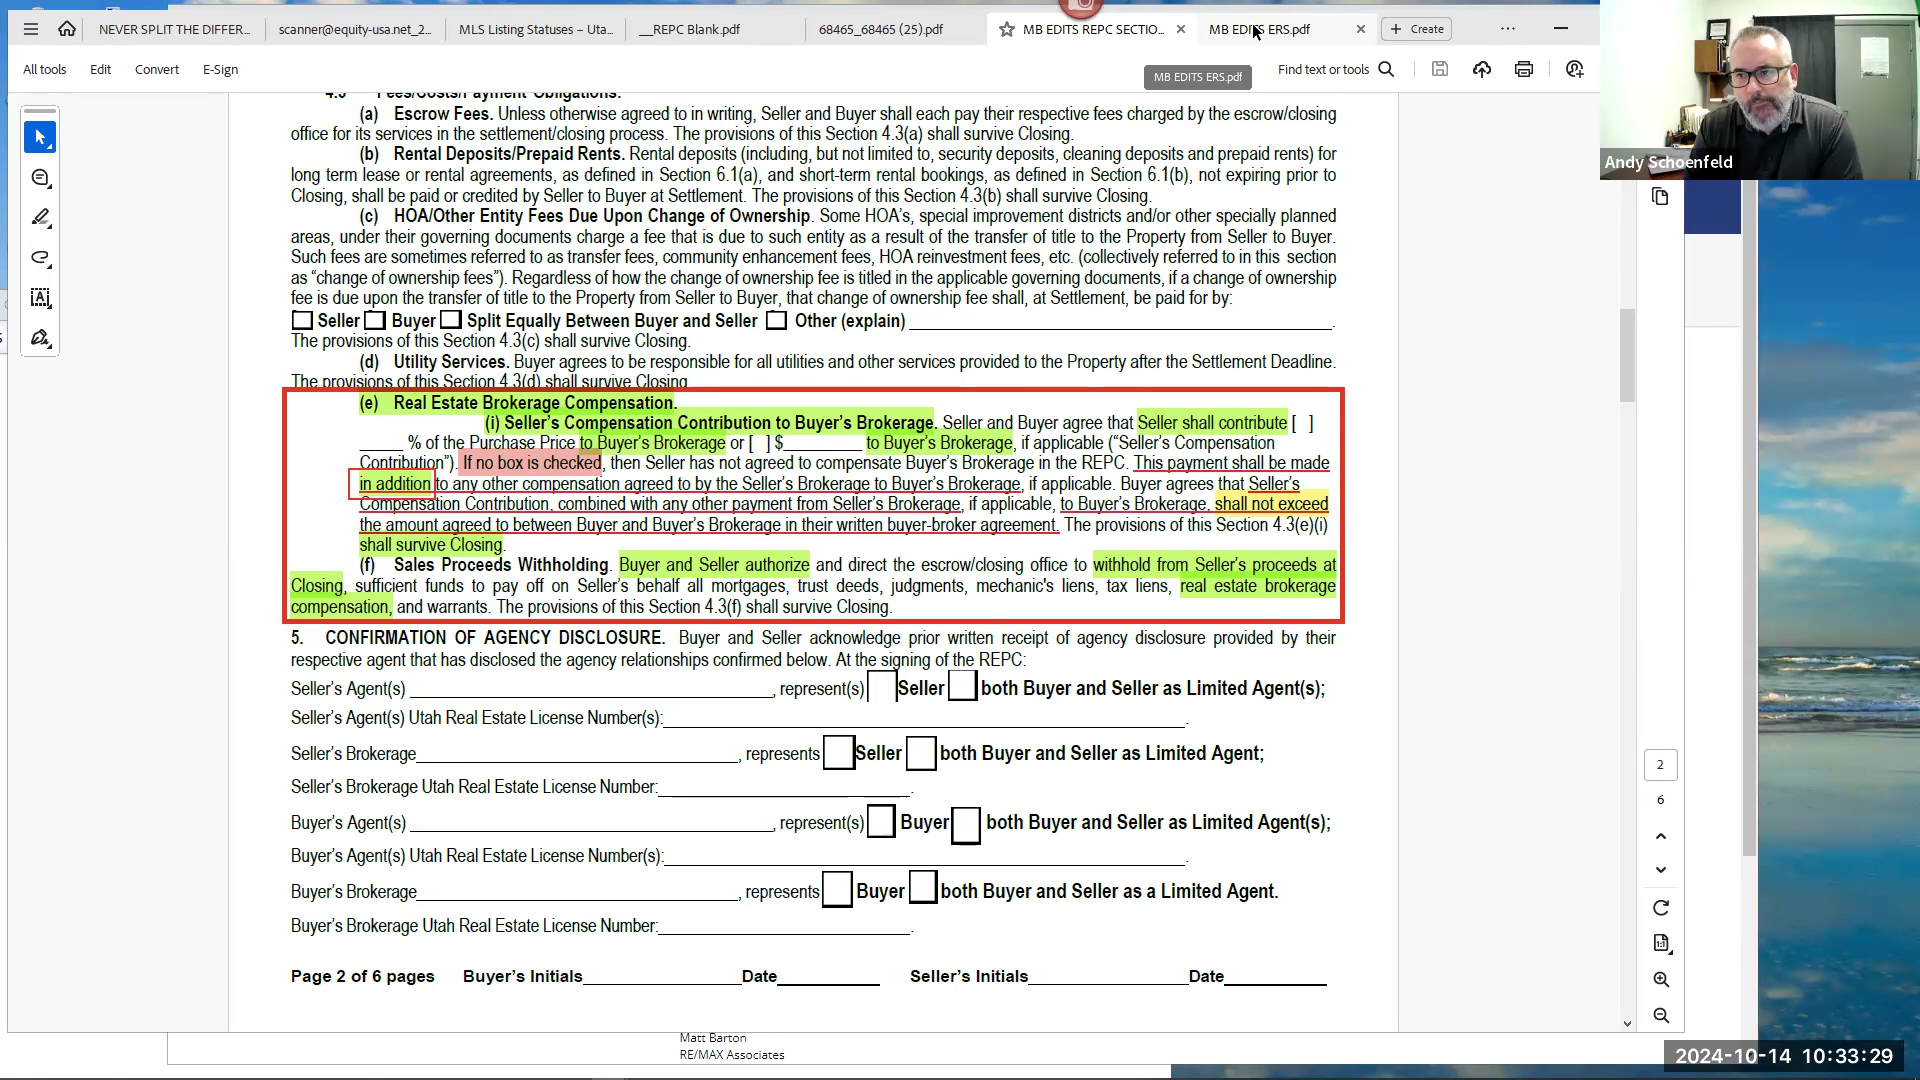 NEVER SPLIT THE DIFFER...
scanner@equity-usa.net_2...
MLS Listing Statuses – Uta...
__REPC Blank.pdf
68465_68465 (25).pdf
MB EDITS REPC SECTIO...
MB EDITS ERS.pdf
Create
All tools
Edit
Convert
E-Sign
MB EDITS ERS.pdf
Find text or tools
Andy Schoenfeld
4.3 Fees/Costs/Payment Obligations.
(a) Escrow Fees. Unless otherwise agreed to in writing, Seller and Buyer shall each pay their respective fees charged by the escrow/closing
office for its services in the settlement/closing process. The provisions of this Section 4.3(a) shall survive Closing.
(b) Rental Deposits/Prepaid Rents. Rental deposits (including, but not limited to, security deposits, cleaning deposits and prepaid rents) for
long term lease or rental agreements, as defined in Section 6.1(a), and short-term rental bookings, as defined in Section 6.1(b), not expiring prior to
Closing, shall be paid or credited by Seller to Buyer at Settlement. The provisions of this Section 4.3(b) shall survive Closing.
(c) HOA/Other Entity Fees Due Upon Change of Ownership. Some HOA's, special improvement districts and/or other specially planned
areas, under their governing documents charge a fee that is due to such entity as a result of the transfer of title to the Property from Seller to Buyer.
Such fees are sometimes referred to as transfer fees, community enhancement fees, HOA reinvestment fees, etc. (collectively referred to in this section
as “change of ownership fees”). Regardless of how the change of ownership fee is titled in the applicable governing documents, if a change of ownership
fee is due upon the transfer of title to the Property from Seller to Buyer, that change of ownership fee shall, at Settlement, be paid for by:
Seller Buyer Split Equally Between Buyer and Seller Other (explain) ____________.
The provisions of this Section 4.3(c) shall survive Closing.
(d) Utility Services. Buyer agrees to be responsible for all utilities and other services provided to the Property after the Settlement Deadline.
The provisions of this Section 4.3(d) shall survive Closing
(e) Real Estate Brokerage Compensation.
(i) Seller's Compensation Contribution to Buyer's Brokerage. Seller and Buyer agree that Seller shall contribute [ ]
_____ % of the Purchase Price to Buyer's Brokerage or [ ] $_________ to Buyer's Brokerage, if applicable (“Seller's Compensation
Contribution”). If no box is checked, then Seller has not agreed to compensate Buyer's Brokerage in the REPC. This payment shall be made
in addition to any other compensation agreed to by the Seller's Brokerage to Buyer's Brokerage, if applicable. Buyer agrees that Seller's
Compensation Contribution, combined with any other payment from Seller's Brokerage, if applicable, to Buyer's Brokerage, shall not exceed
the amount agreed to between Buyer and Buyer's Brokerage in their written buyer-broker agreement. The provisions of this Section 4.3(e)(i)
shall survive Closing.
(f) Sales Proceeds Withholding. Buyer and Seller authorize and direct the escrow/closing office to withhold from Seller's proceeds at
Closing, sufficient funds to pay off on Seller's behalf all mortgages, trust deeds, judgments, mechanic's liens, tax liens, real estate brokerage
compensation, and warrants. The provisions of this Section 4.3(f) shall survive Closing.
5. CONFIRMATION OF AGENCY DISCLOSURE. Buyer and Seller acknowledge prior written receipt of agency disclosure provided by their
respective agent that has disclosed the agency relationships confirmed below. At the signing of the REPC:
Seller's Agent(s) ____________, represent(s) Seller both Buyer and Seller as Limited Agent(s);
Seller's Agent(s) Utah Real Estate License Number(s):____________.
Seller's Brokerage____________, represents Seller both Buyer and Seller as Limited Agent;
Seller's Brokerage Utah Real Estate License Number:____________.
Buyer's Agent(s) ____________, represent(s) Buyer both Buyer and Seller as Limited Agent(s);
Buyer's Agent(s) Utah Real Estate License Number(s):____________.
Buyer's Brokerage____________, represents Buyer both Buyer and Seller as a Limited Agent.
Buyer's Brokerage Utah Real Estate License Number:____________.
Page 2 of 6 pages Buyer's Initials____________Date________ Seller's Initials____________Date________
2
6
Matt Barton
RE/MAX Associates
2024-10-14 10:33:29